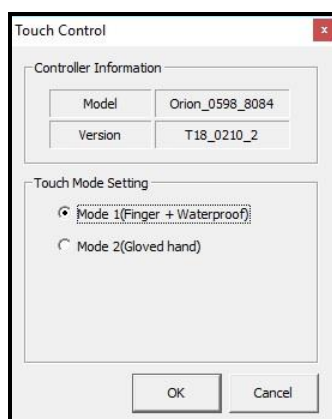 Touch Control
x
Controller Information
Model Orion_0598_8084
Version T18_0210_2
Touch Mode Setting
Mode 1(Finger + Waterproof)
Mode 2(Gloved hand)
OK Cancel